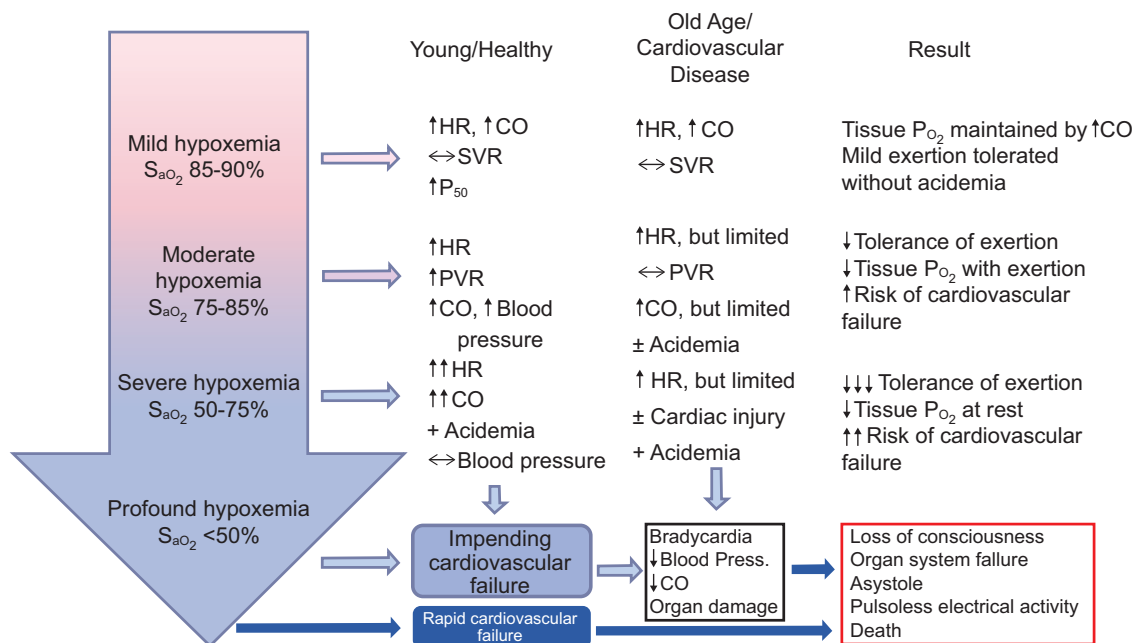 Young/Healthy
Old Age/
Cardiovascular
Disease
Result
Mild hypoxemia
SaO2 85-90%
↑HR, ↑CO
↔SVR
↑P50
↑HR, ↑CO
↔SVR
Tissue PO2 maintained by ↑CO
Mild exertion tolerated
without acidemia
Moderate
hypoxemia
SaO2 75-85%
↑HR
↑PVR
↑CO, ↑Blood
pressure
↑HR, but limited
↔PVR
↑CO, but limited
± Acidemia
↓Tolerance of exertion
↓Tissue PO2 with exertion
↑Risk of cardiovascular
failure
Severe hypoxemia
SaO2 50-75%
↑↑HR
↑↑CO
+ Acidemia
↔Blood pressure
↑ HR, but limited
± Cardiac injury
+ Acidemia
↓↓↓ Tolerance of exertion
↓Tissue PO2 at rest
↑↑ Risk of cardiovascular
failure
Profound hypoxemia
SaO2 <50%
Impending
cardiovascular
failure
Bradycardia
↓Blood Press.
↓CO
Organ damage
Loss of consciousness
Organ system faIlure
Asystole
Pulsoless electrical activity
Death
Rapid cardiovascular
failure